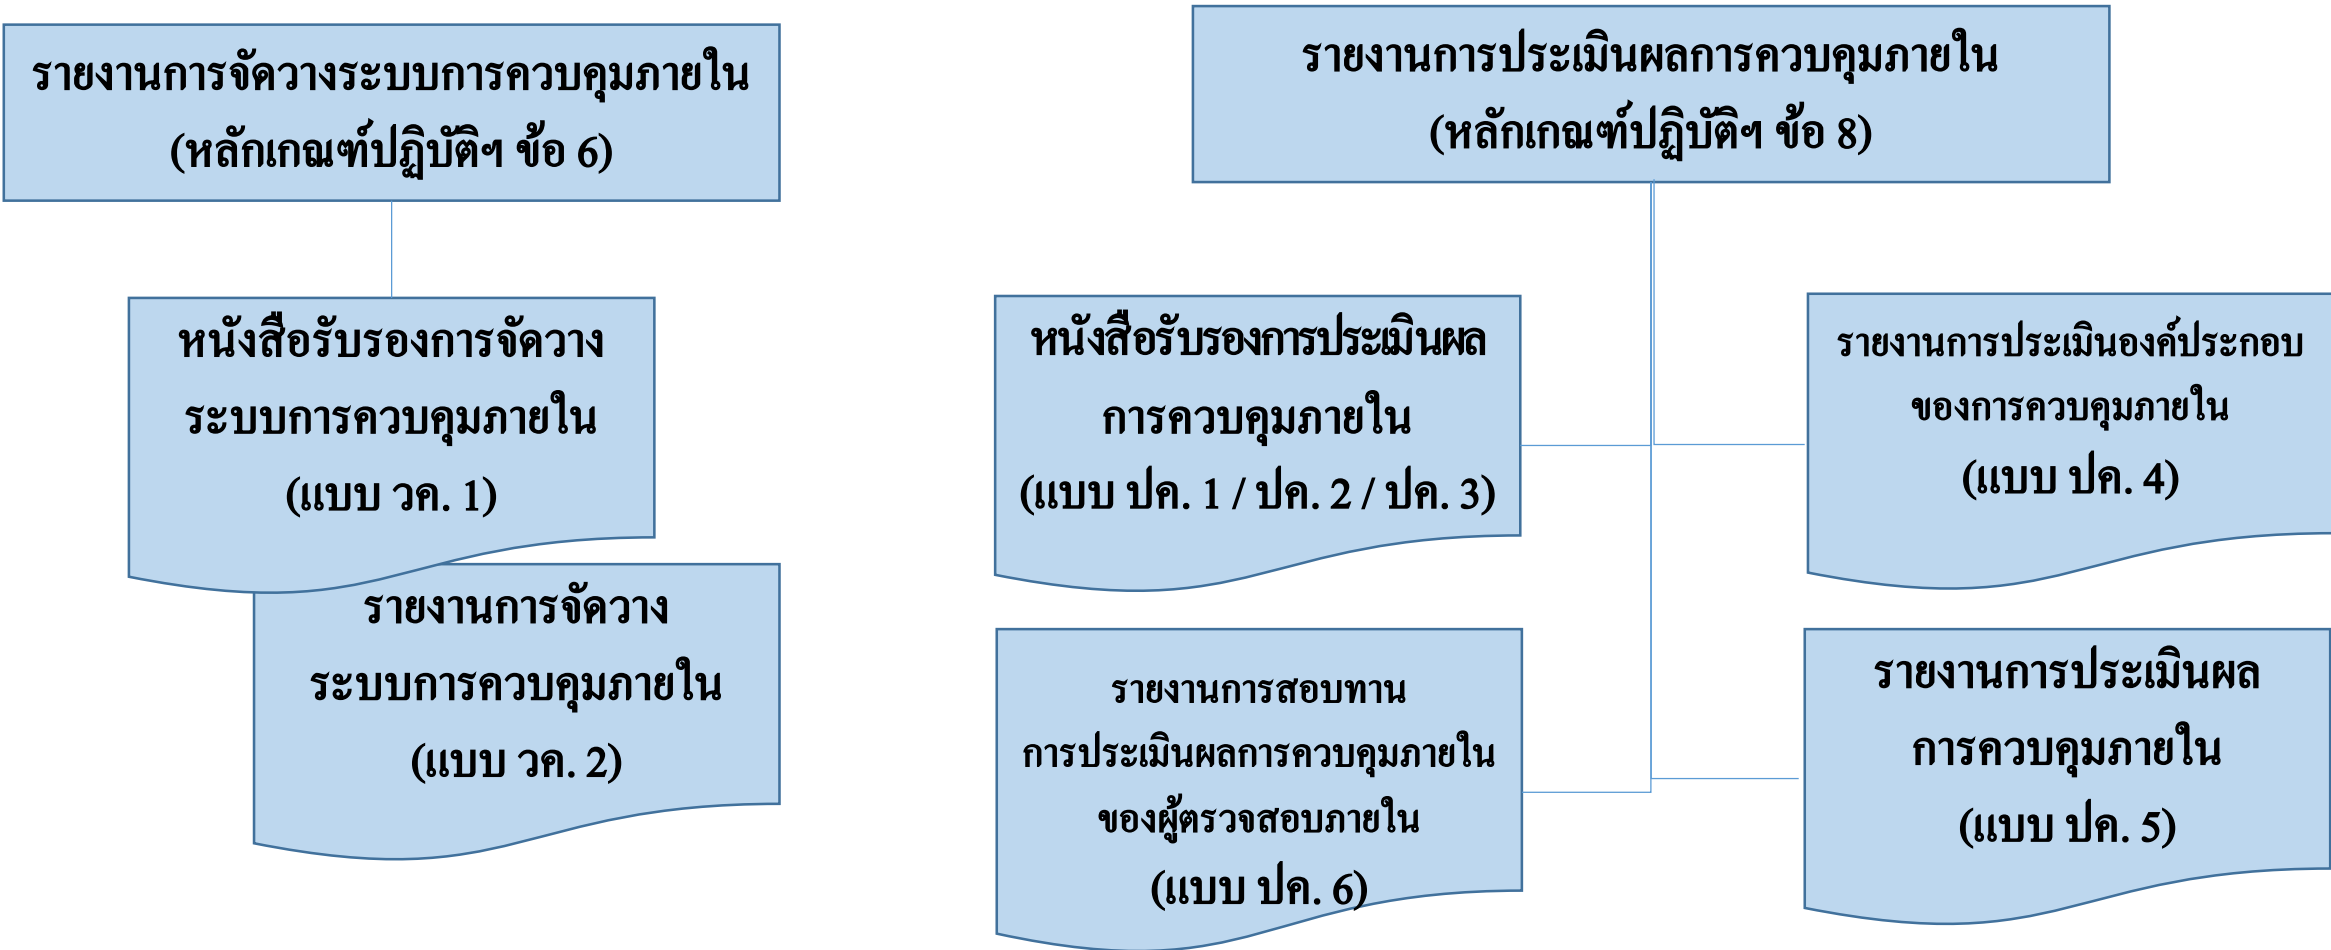 รายงานการจัดวางระบบการควบคุมภายใน
(หลักเกณฑ์ปฏิบัติฯ ข้อ 6)
หนังสือรับรองการจัดวาง
ระบบการควบคุมภายใน
(แบบ วค. 1)
รายงานการจัดวาง
ระบบการควบคุมภายใน
(แบบ วค. 2)
รายงานการประเมินผลการควบคุมภายใน
(หลักเกณฑ์ปฏิบัติฯ ข้อ 8)
หนังสือรับรองการประเมินผล
การควบคุมภายใน
(แบบ ปค. 1 / ปค. 2 / ปค. 3)
รายงานการประเมินองค์ประกอบ
ของการควบคุมภายใน
(แบบ ปค. 4)
รายงานการสอบทาน
การประเมินผลการควบคุมภายใน
ของผู้ตรวจสอบภายใน
(แบบ ปค. 6)
รายงานการประเมินผล
การควบคุมภายใน
(แบบ ปค. 5)